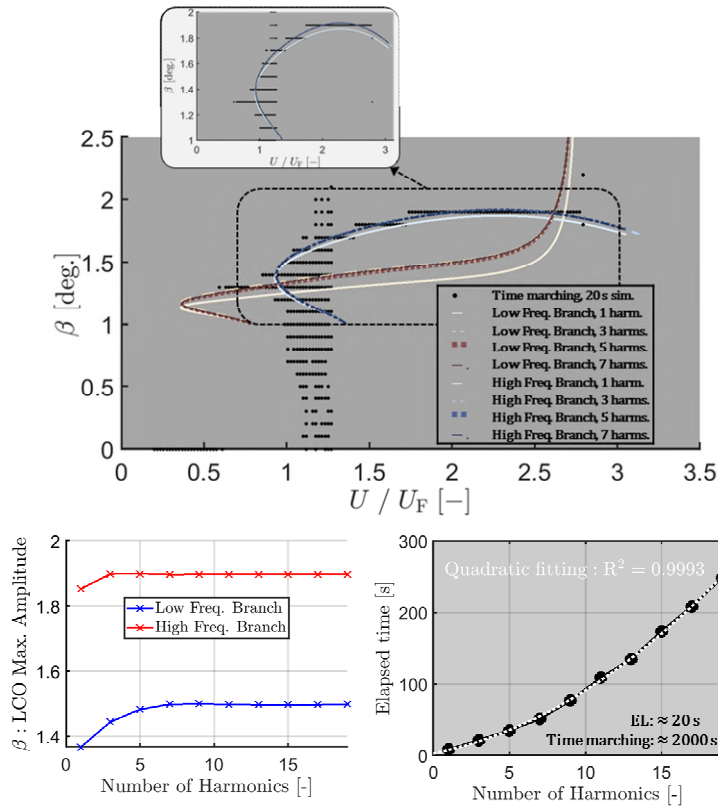 2
1.8
1.6
1.4
1.2
1
β [deg.]
0 1 2 3
U / U_F [−]
2.5
2
1.5
1
0.5
0
β [deg.]
Time marching, 20 s sim.
Low Freq. Branch, 1 harm.
Low Freq. Branch, 3 harms.
Low Freq. Branch, 5 harms.
Low Freq. Branch, 7 harms.
High Freq. Branch, 1 harm.
High Freq. Branch, 3 harms.
High Freq. Branch, 5 harms.
High Freq. Branch, 7 harms.
0 0.5 1 1.5 2 2.5 3 3.5
U / U_F [−]
2
1.8
1.6
1.4
β : LCO Max. Amplitude
Low Freq. Branch
High Freq. Branch
0 5 10 15
Number of Harmonics [-]
300
200
100
0
Elapsed time [s]
Quadratic fitting : R² = 0.9993
EL: ≈ 20 s
Time marching: ≈ 2000 s
0 5 10 15
Number of Harmonics [-]